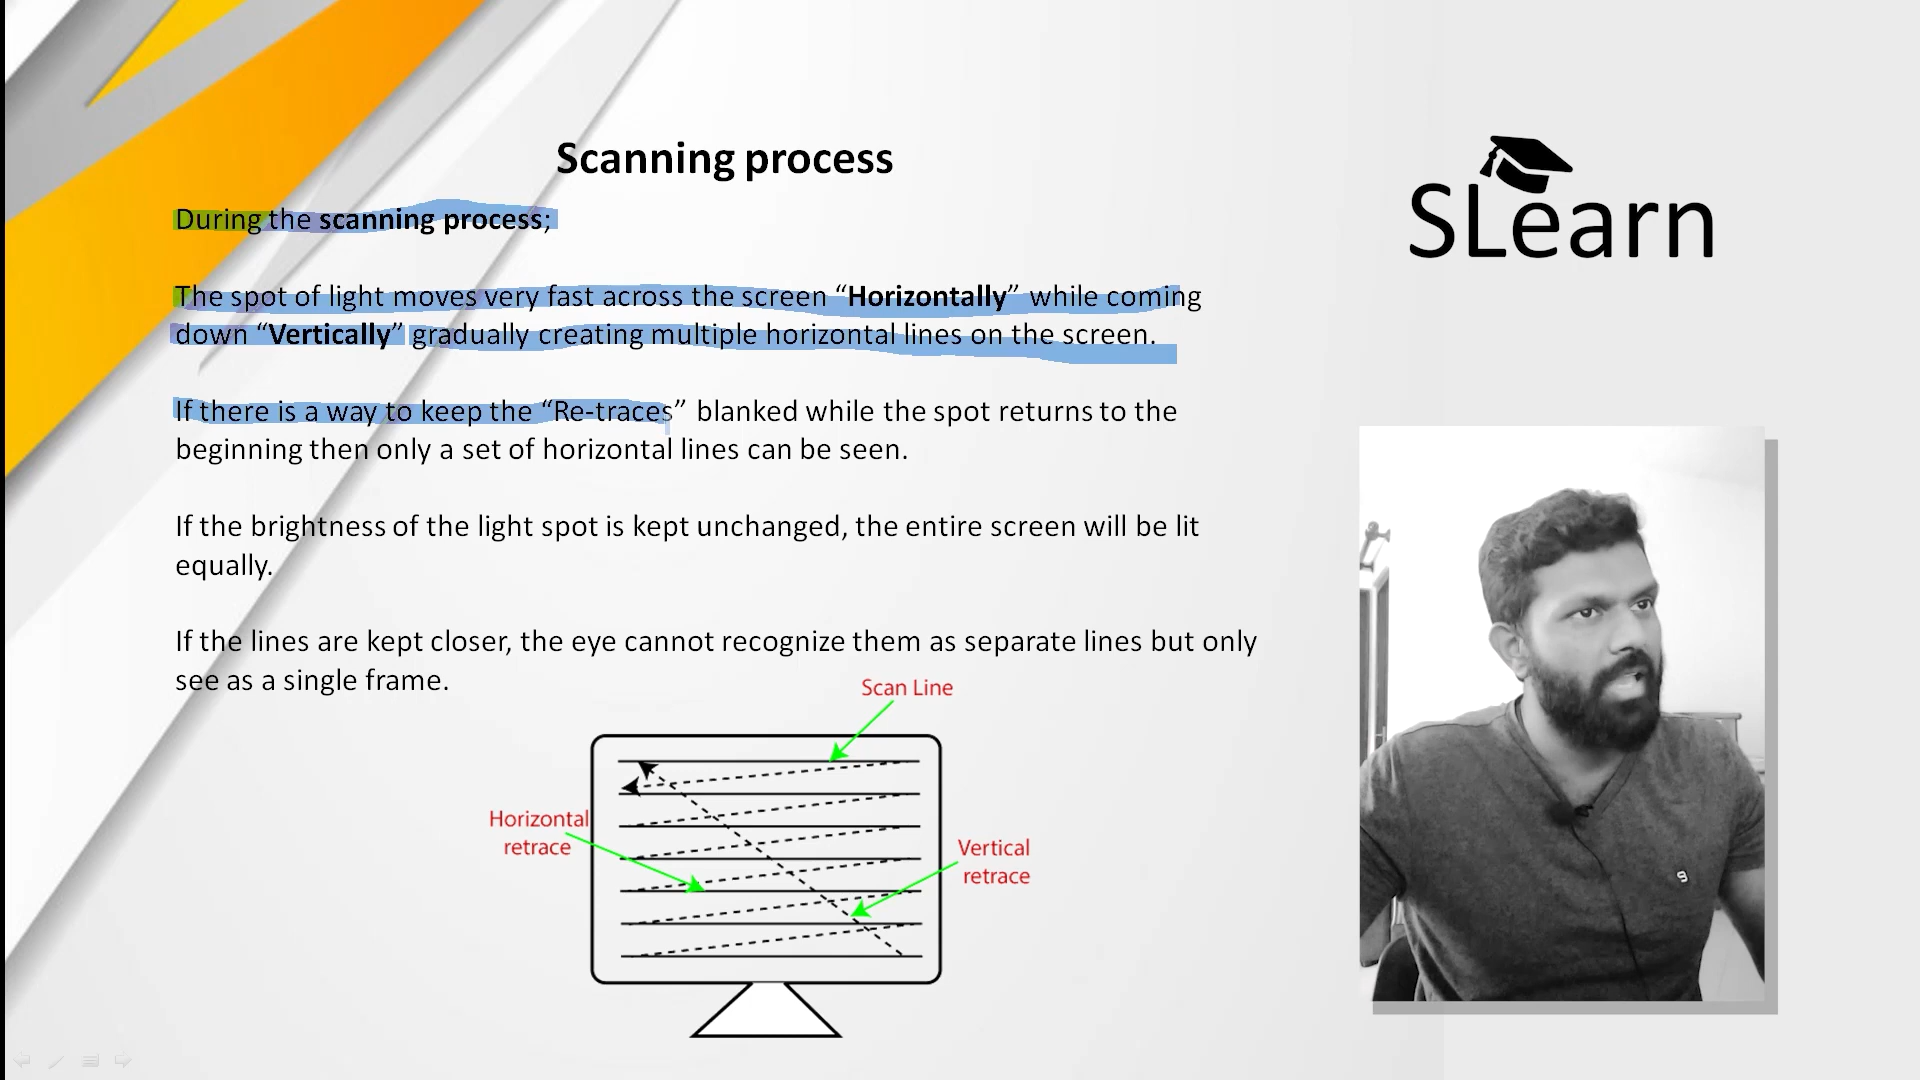 Scanning process
During the scanning process;
The spot of light moves very fast across the screen “Horizontally” while coming
down “Vertically” gradually creating multiple horizontal lines on the screen.
If there is a way to keep the “Re-traces” blanked while the spot returns to the
beginning then only a set of horizontal lines can be seen.
If the brightness of the light spot is kept unchanged, the entire screen will be lit
equally.
If the lines are kept closer, the eye cannot recognize them as separate lines but only
see as a single frame.
Scan Line
Horizontal
retrace
Vertical
retrace
SLearn